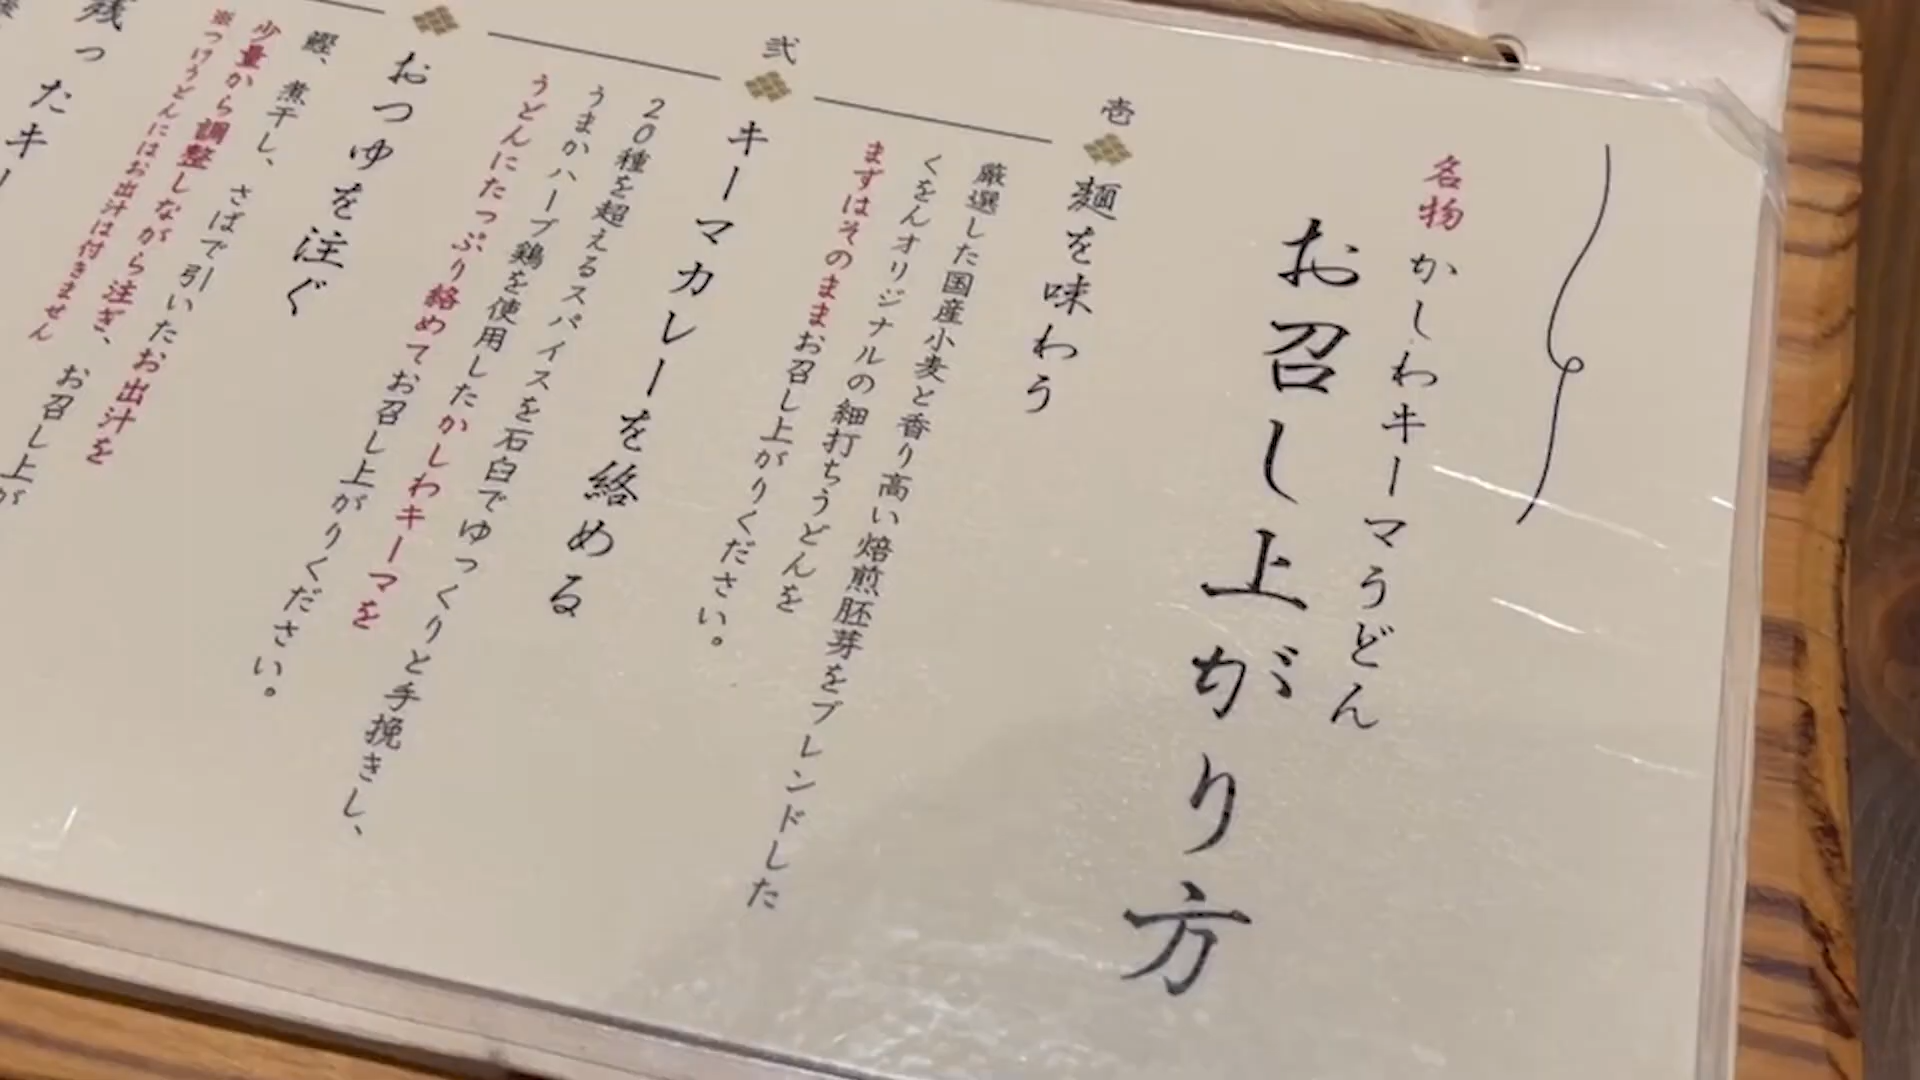 名物 かしわキーマうどん
お召し上がり方
壱
麺を味わう
厳選した国産小麦と香り高い焙煎胚芽をブレンドした
くをんオリジナルの細打ちうどんを
まずはそのままお召し上がりください。
弐
キーマカレーを絡める
20種を超えるスパイスを石臼でゆっくりと手挽きし、
うまかハーブ鶏を使用したかしわキーマを
うどんにたっぷり絡めてお召し上がりください。
おつゆを注ぐ
鰹、煮干し、さばで引いたお出汁を
少量から調整しながら注ぎ、お召し上が
※つけうどんにはお出汁は付きません
残ったキー